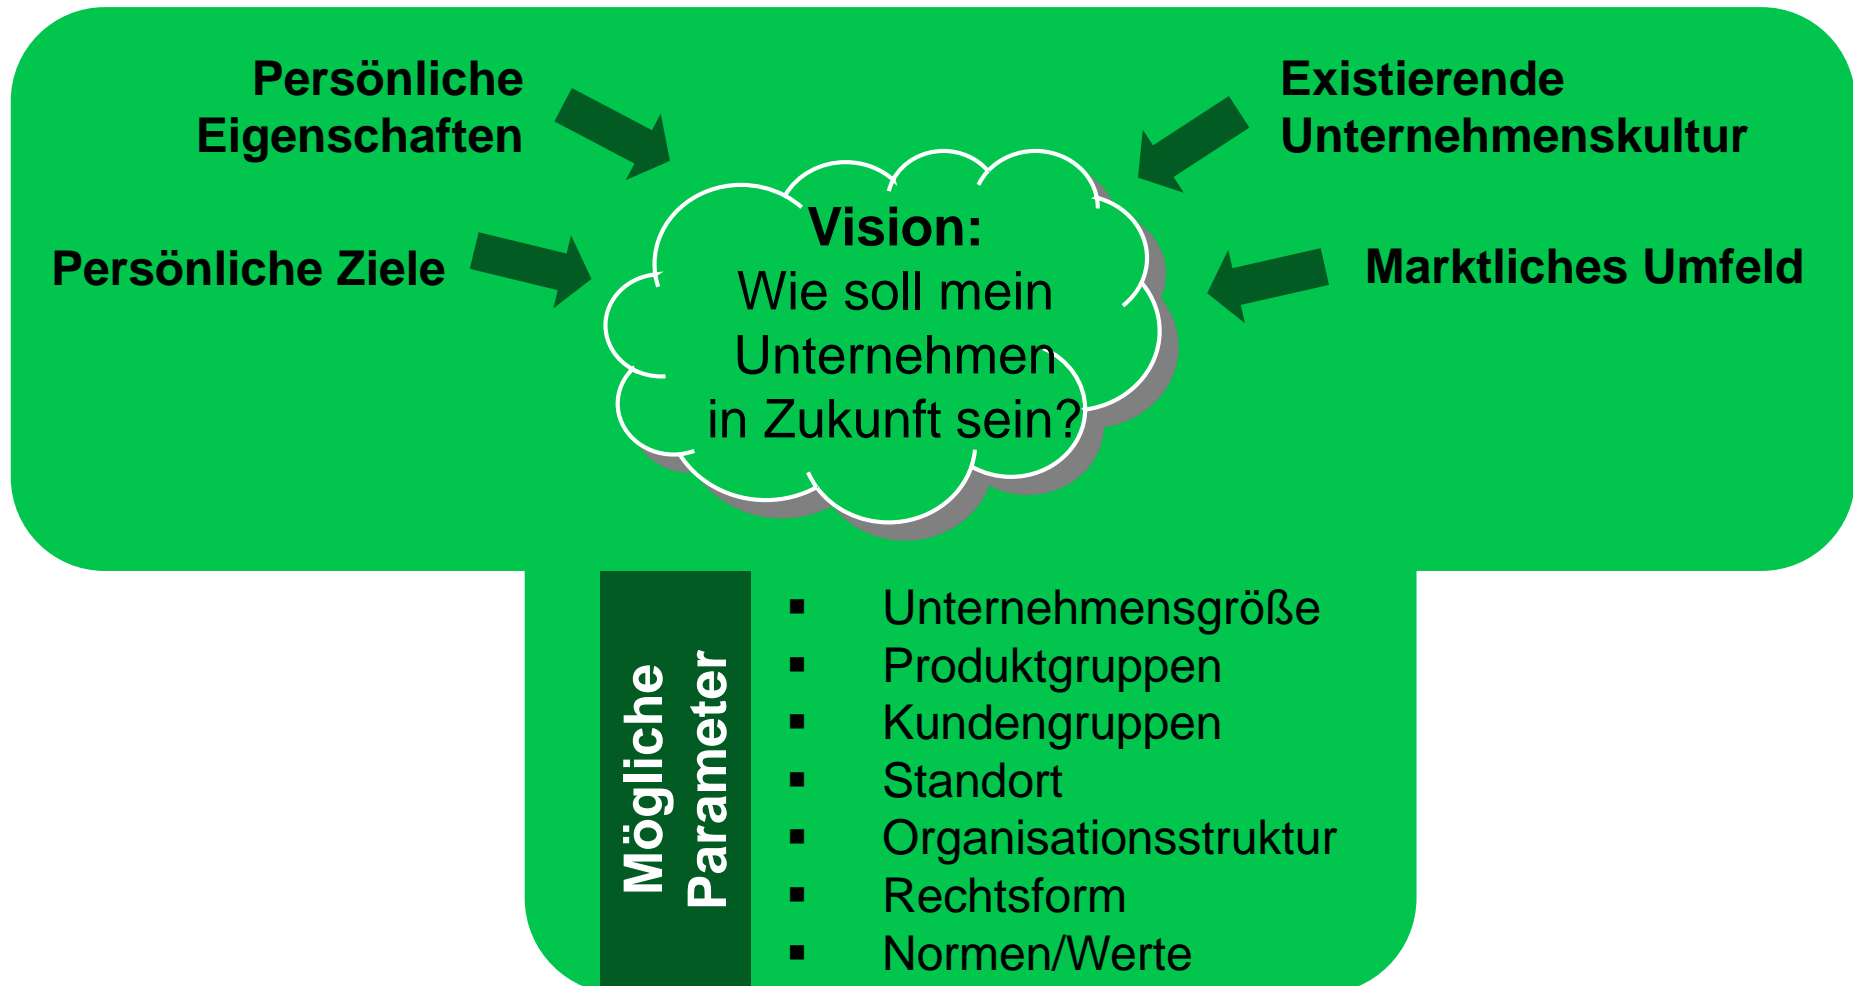 Persönliche
Eigenschaften
Persönliche Ziele
Existierende
Unternehmenskultur
Marktliches Umfeld
Vision:
Wie soll mein
Unternehmen
in Zukunft sein?
Mögliche
Parameter
▪ Unternehmensgröße
▪ Produktgruppen
▪ Kundengruppen
▪ Standort
▪ Organisationsstruktur
▪ Rechtsform
▪ Normen/Werte